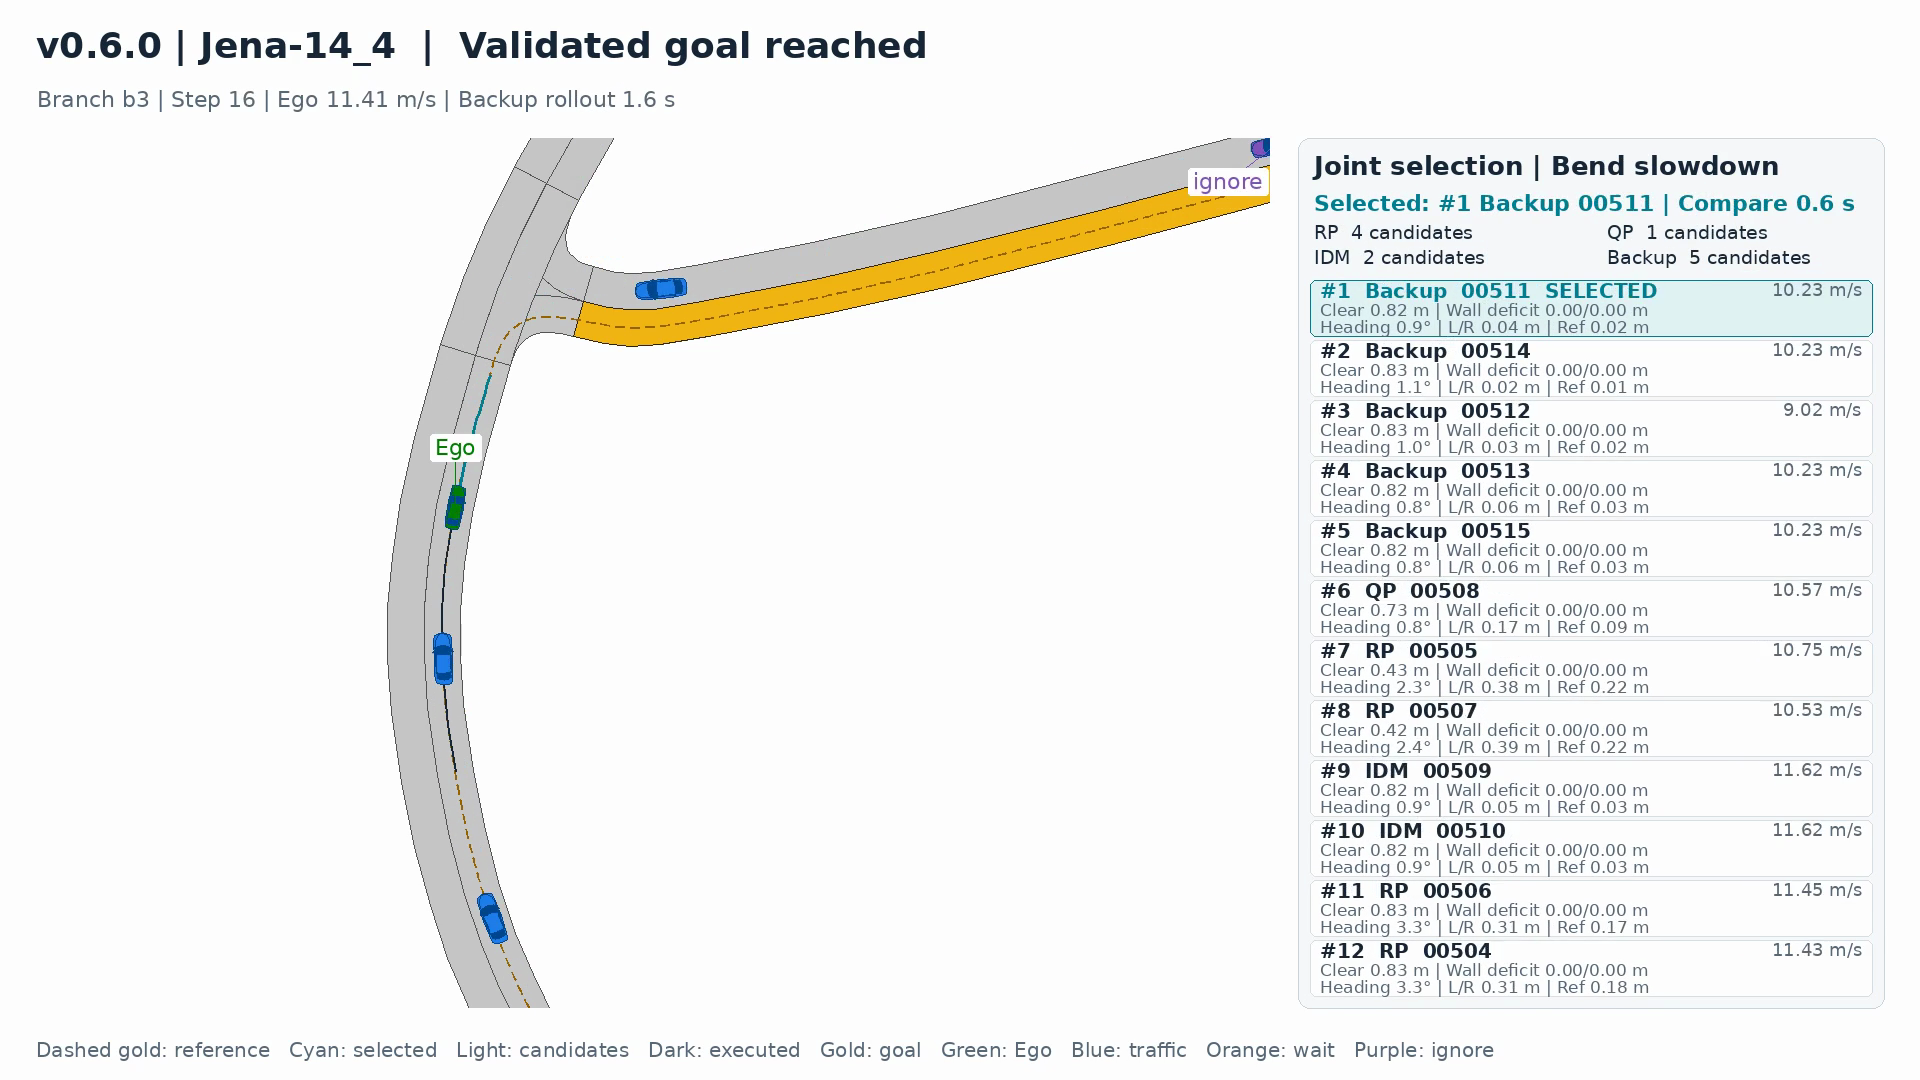 v0.6.0 | Jena-14_4 | Validated goal reached
Branch b3 | Step 16 | Ego 11.41 m/s | Backup rollout 1.6 s
ignore
Ego
Joint selection | Bend slowdown
Selected: #1 Backup 00511 | Compare 0.6 s
RP 4 candidates QP 1 candidates
IDM 2 candidates Backup 5 candidates
#1 Backup 00511 SELECTED 10.23 m/s
Clear 0.82 m | Wall deficit 0.00/0.00 m
Heading 0.9° | L/R 0.04 m | Ref 0.02 m
#2 Backup 00514 10.23 m/s
Clear 0.83 m | Wall deficit 0.00/0.00 m
Heading 1.1° | L/R 0.02 m | Ref 0.01 m
#3 Backup 00512 9.02 m/s
Clear 0.83 m | Wall deficit 0.00/0.00 m
Heading 1.0° | L/R 0.03 m | Ref 0.02 m
#4 Backup 00513 10.23 m/s
Clear 0.82 m | Wall deficit 0.00/0.00 m
Heading 0.8° | L/R 0.06 m | Ref 0.03 m
#5 Backup 00515 10.23 m/s
Clear 0.82 m | Wall deficit 0.00/0.00 m
Heading 0.8° | L/R 0.06 m | Ref 0.03 m
#6 QP 00508 10.57 m/s
Clear 0.73 m | Wall deficit 0.00/0.00 m
Heading 0.8° | L/R 0.17 m | Ref 0.09 m
#7 RP 00505 10.75 m/s
Clear 0.43 m | Wall deficit 0.00/0.00 m
Heading 2.3° | L/R 0.38 m | Ref 0.22 m
#8 RP 00507 10.53 m/s
Clear 0.42 m | Wall deficit 0.00/0.00 m
Heading 2.4° | L/R 0.39 m | Ref 0.22 m
#9 IDM 00509 11.62 m/s
Clear 0.82 m | Wall deficit 0.00/0.00 m
Heading 0.9° | L/R 0.05 m | Ref 0.03 m
#10 IDM 00510 11.62 m/s
Clear 0.82 m | Wall deficit 0.00/0.00 m
Heading 0.9° | L/R 0.05 m | Ref 0.03 m
#11 RP 00506 11.45 m/s
Clear 0.83 m | Wall deficit 0.00/0.00 m
Heading 3.3° | L/R 0.31 m | Ref 0.17 m
#12 RP 00504 11.43 m/s
Clear 0.83 m | Wall deficit 0.00/0.00 m
Heading 3.3° | L/R 0.31 m | Ref 0.18 m
Dashed gold: reference Cyan: selected Light: candidates Dark: executed Gold: goal Green: Ego Blue: traffic Orange: wait Purple: ignore